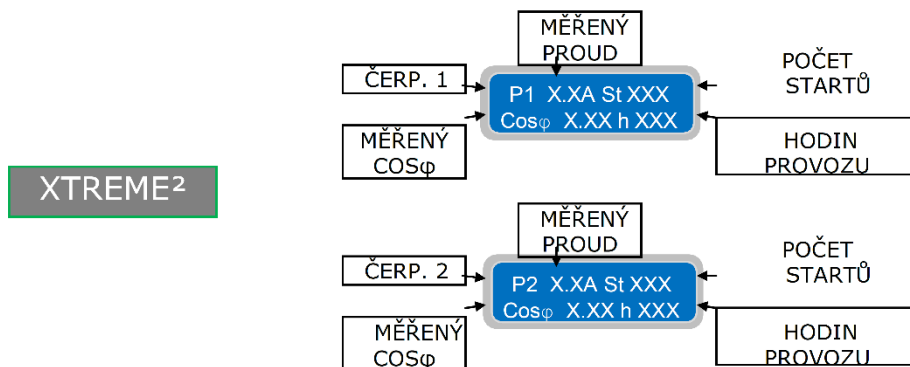 MĚŘENÝ
PROUD
POČET
STARTŮ
ČERP. 1
P1 X.XA St XXX
Cosφ X.XX h XXX
MĚŘENÝ
COSφ
HODIN
PROVOZU
XTREME²
MĚŘENÝ
PROUD
POČET
STARTŮ
ČERP. 2
P2 X.XA St XXX
Cosφ X.XX h XXX
MĚŘENÝ
COSφ
HODIN
PROVOZU